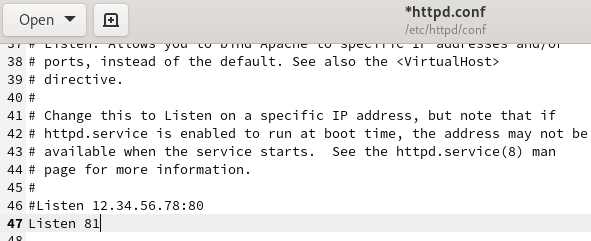 Open
*httpd.conf
/etc/httpd/conf
37 # Listen: Allows you to bind Apache to specific IP addresses and/or
38 # ports, instead of the default. See also the <VirtualHost>
39 # directive.
40 #
41 # Change this to Listen on a specific IP address, but note that if
42 # httpd.service is enabled to run at boot time, the address may not be
43 # available when the service starts.  See the httpd.service(8) man
44 # page for more information.
45 #
46 #Listen 12.34.56.78:80
47 Listen 81
48